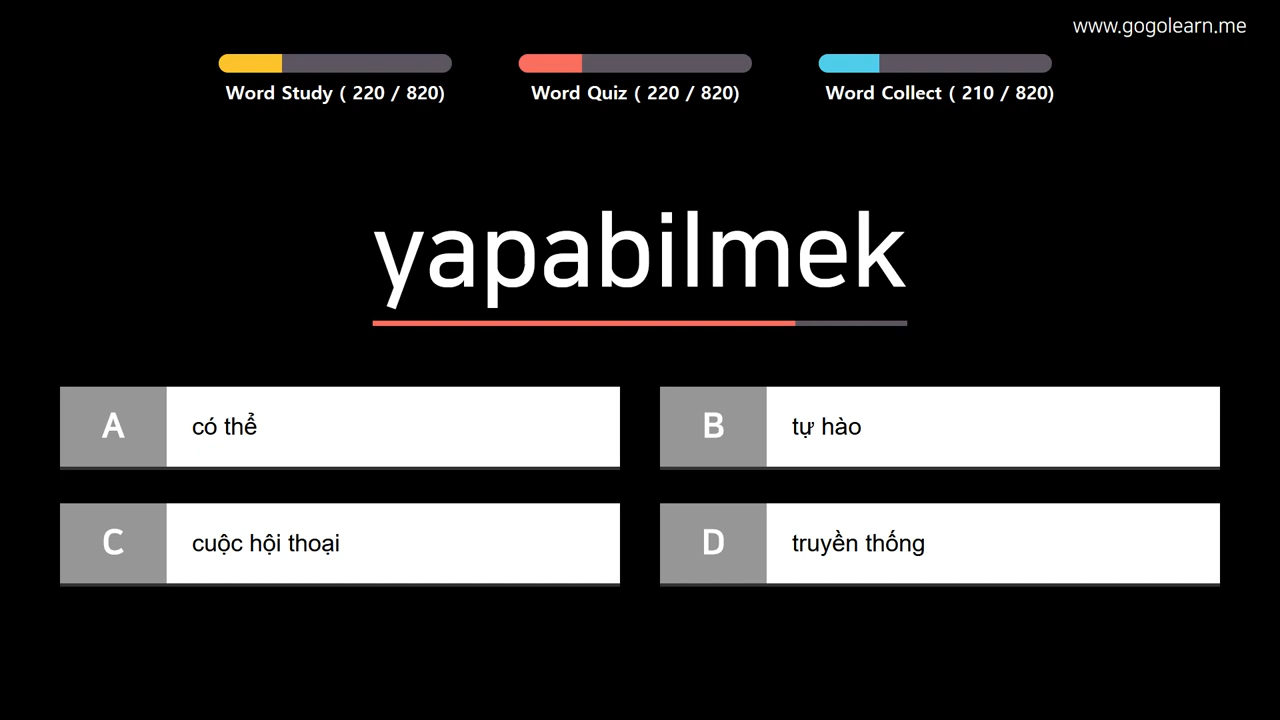 www.gogolearn.me
Word Study ( 220 / 820)
Word Quiz ( 220 / 820)
Word Collect ( 210 / 820)
yapabilmek
A
có thể
B
tự hào
C
cuộc hội thoại
D
truyền thống